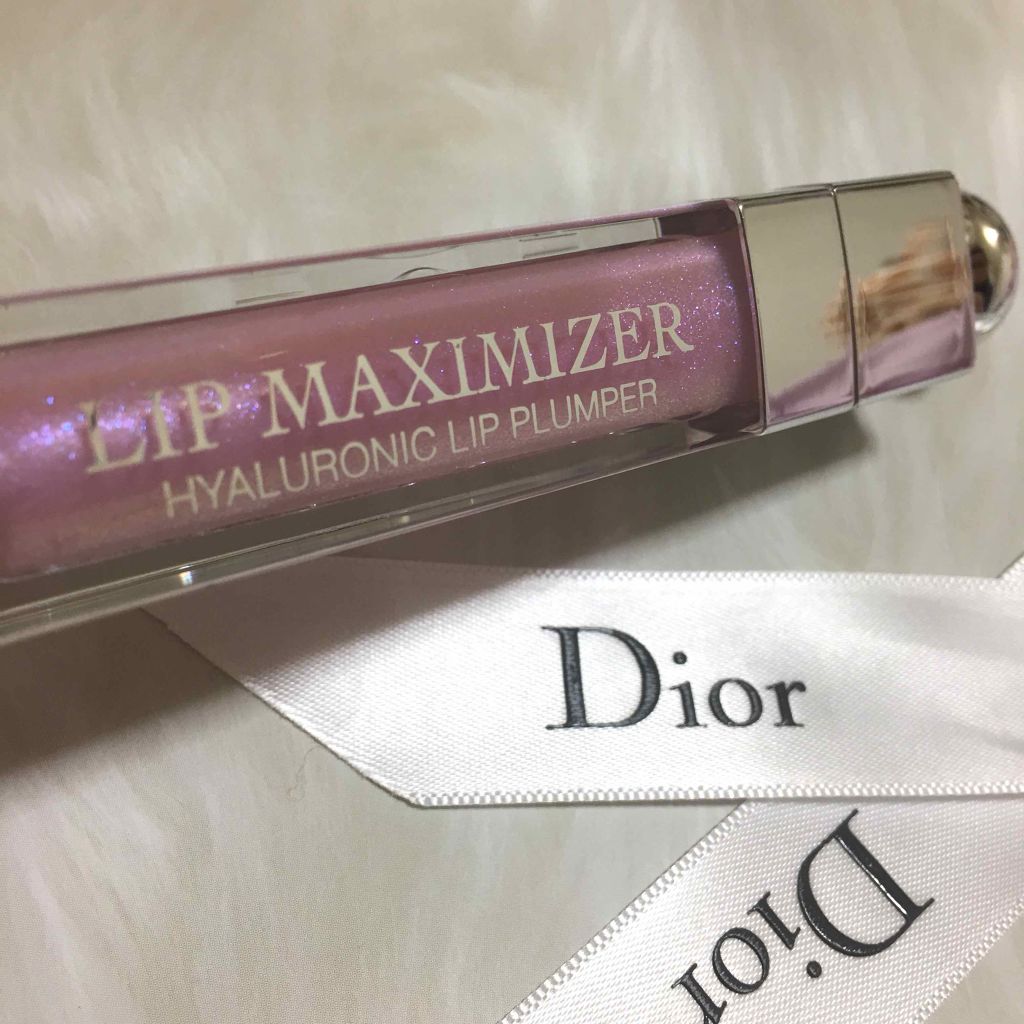 LIP MAXIMIZER
HYALURONIC LIP PLUMPER
Dior
Dior